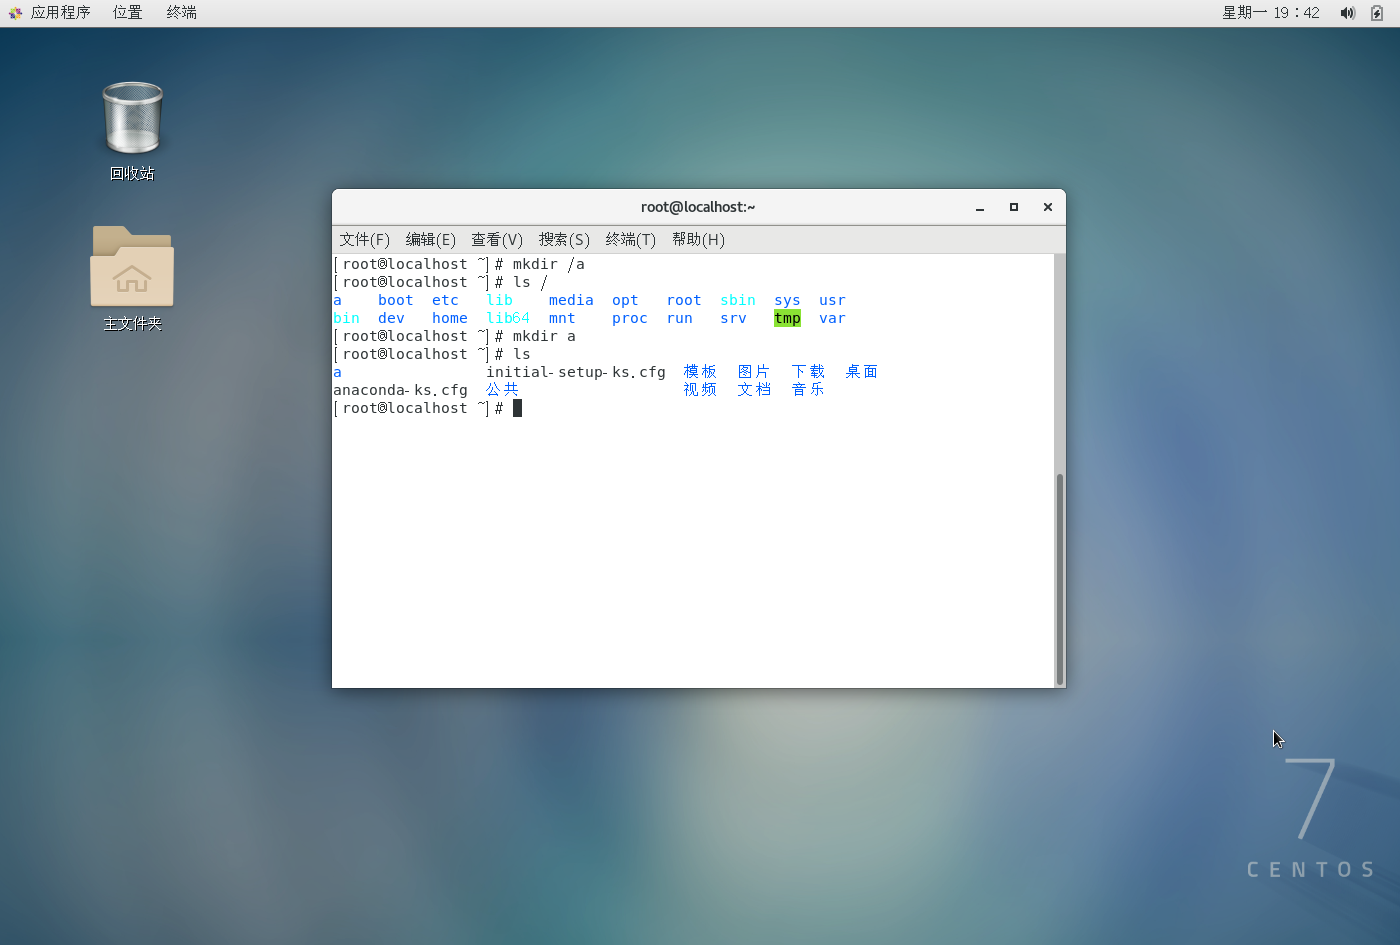 应用程序 位置 终端 星期一 19：42
回收站
主文件夹
root@localhost:~
文件(F) 编辑(E) 查看(V) 搜索(S) 终端(T) 帮助(H)
[root@localhost ~]# mkdir /a
[root@localhost ~]# ls /
a boot etc lib media opt root sbin sys usr
bin dev home lib64 mnt proc run srv tmp var
[root@localhost ~]# mkdir a
[root@localhost ~]# ls
a initial-setup-ks.cfg 模板 图片 下载 桌面
anaconda-ks.cfg 公共 视频 文档 音乐
[root@localhost ~]#
7
CENTOS